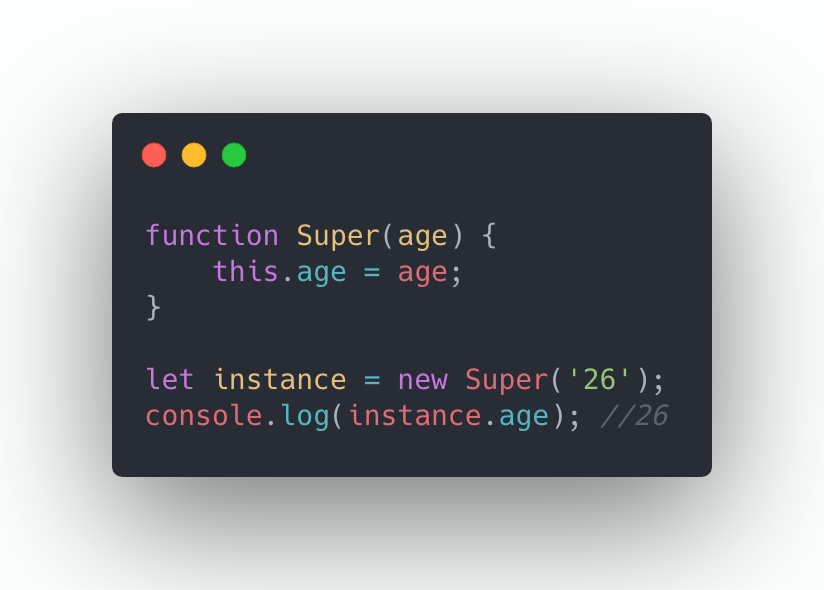 function Super(age) {
    this.age = age;
}
let instance = new Super('26');
console.log(instance.age); //26